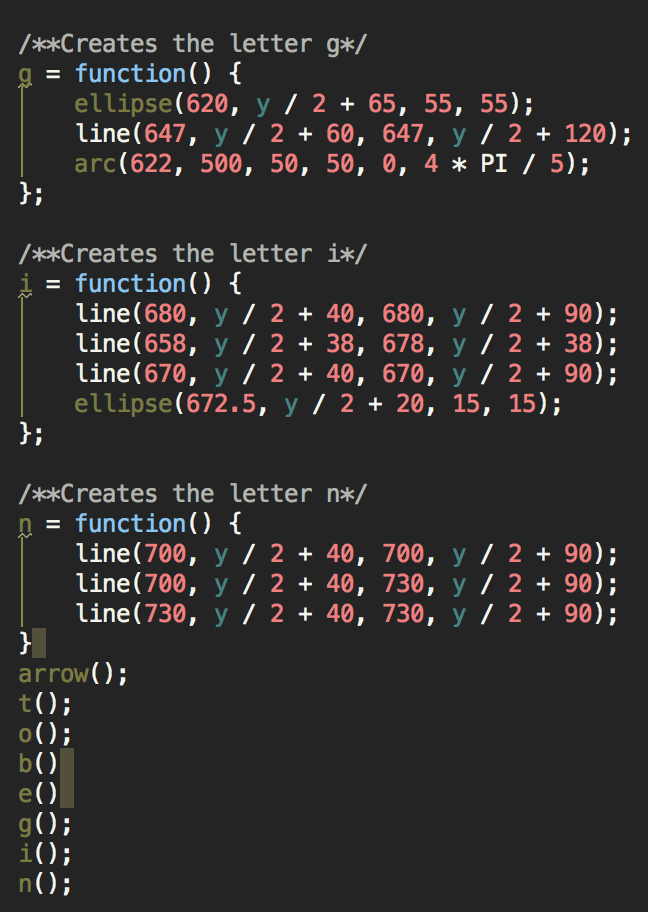 /**Creates the letter g*/
g = function() {
    ellipse(620, y / 2 + 65, 55, 55);
    line(647, y / 2 + 60, 647, y / 2 + 120);
    arc(622, 500, 50, 50, 0, 4 * PI / 5);
};

/**Creates the letter i*/
i = function() {
    line(680, y / 2 + 40, 680, y / 2 + 90);
    line(658, y / 2 + 38, 678, y / 2 + 38);
    line(670, y / 2 + 40, 670, y / 2 + 90);
    ellipse(672.5, y / 2 + 20, 15, 15);
};

/**Creates the letter n*/
n = function() {
    line(700, y / 2 + 40, 700, y / 2 + 90);
    line(700, y / 2 + 40, 730, y / 2 + 90);
    line(730, y / 2 + 40, 730, y / 2 + 90);
}
arrow();
t();
o();
b()
e()
g();
i();
n();